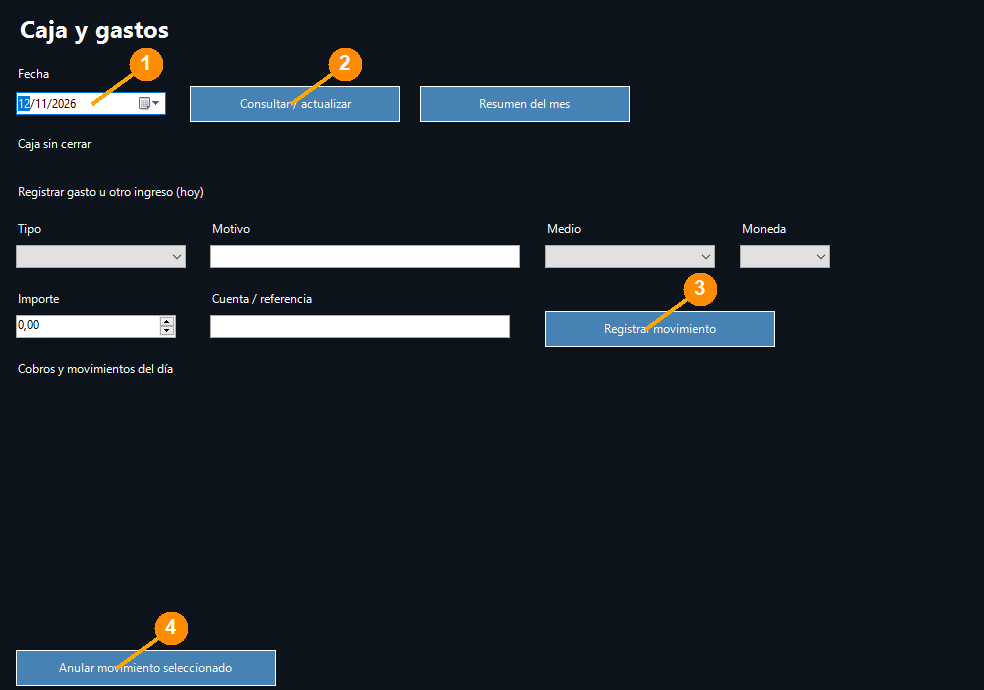 Caja y gastos
1
2
Fecha
12/11/2026
Consultar / actualizar
Resumen del mes
Caja sin cerrar
Registrar gasto u otro ingreso (hoy)
Tipo
Motivo
Medio
Moneda
3
Importe
Cuenta / referencia
0,00
Registrar movimiento
Cobros y movimientos del día
4
Anular movimiento seleccionado